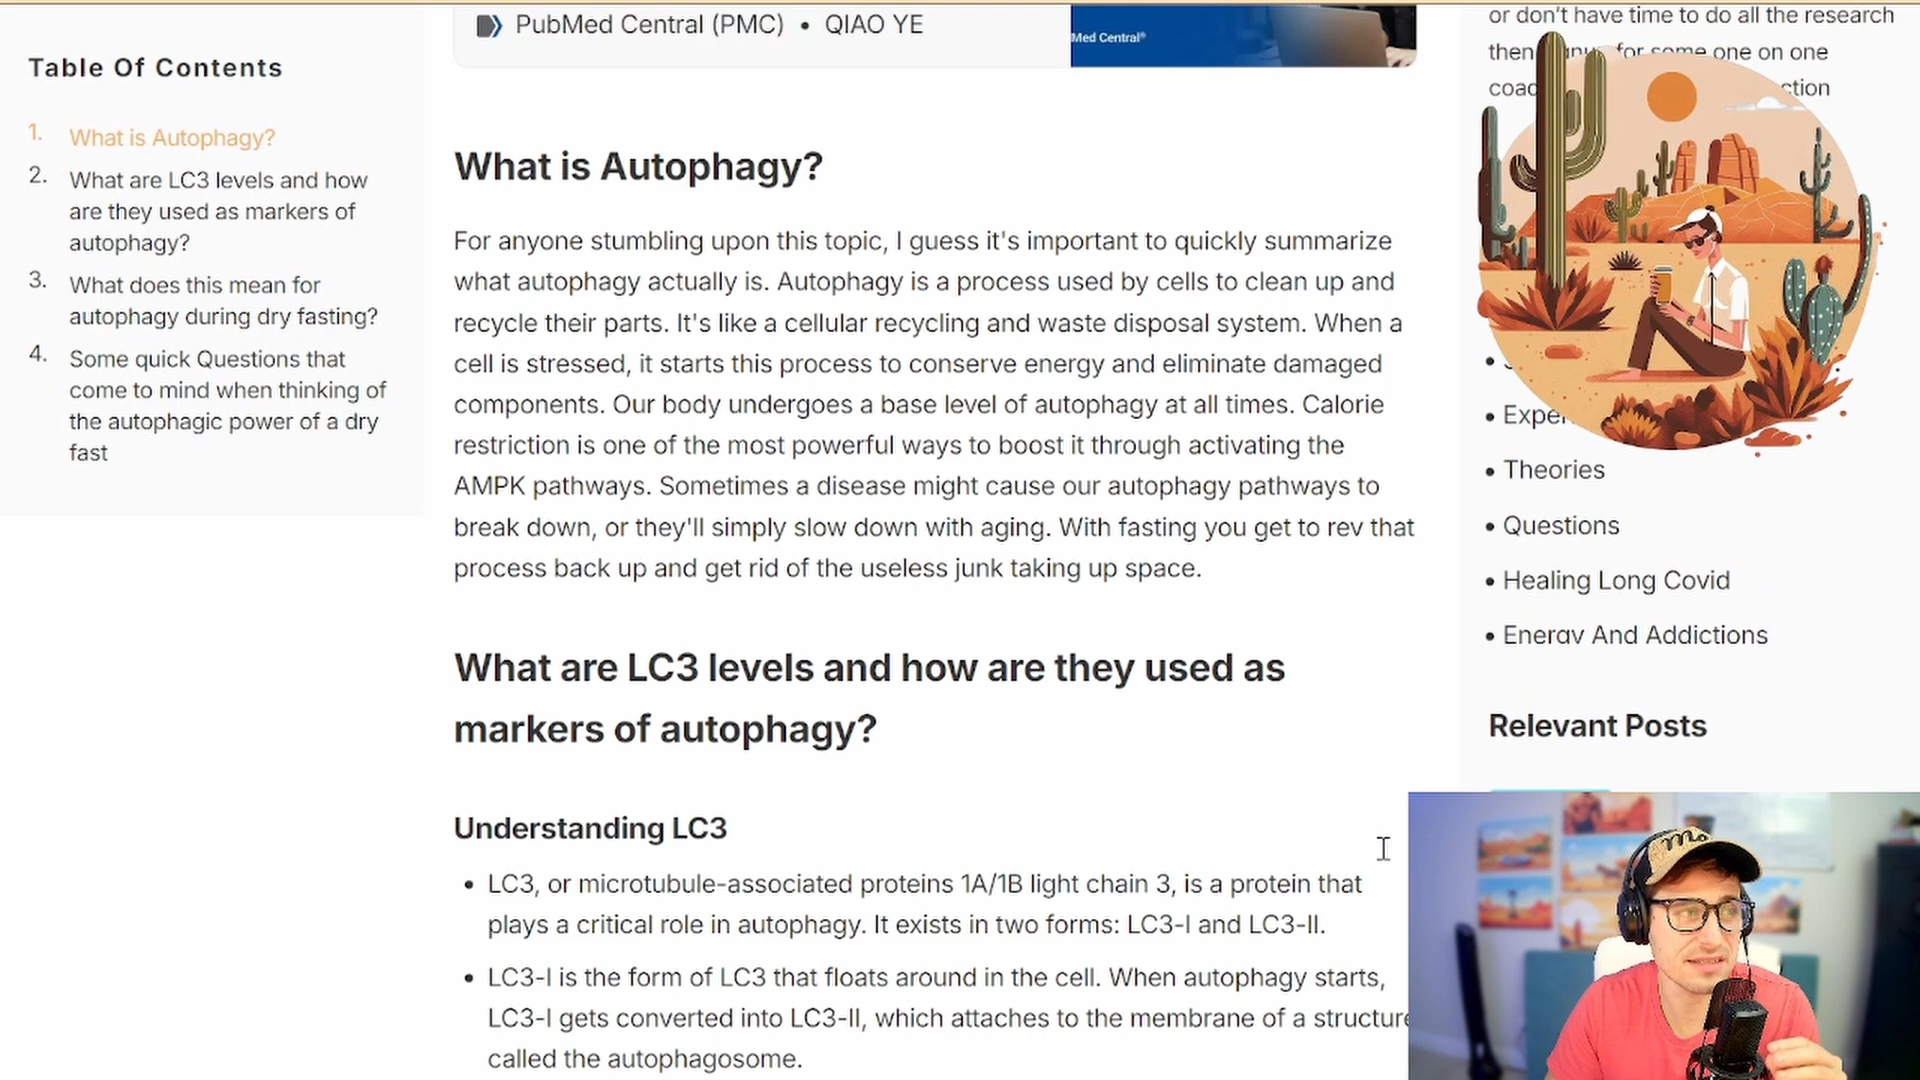 PubMed Central (PMC) • QIAO YE
Med Central®
Table Of Contents
1. What is Autophagy?
2. What are LC3 levels and how
are they used as markers of
autophagy?
3. What does this mean for
autophagy during dry fasting?
4. Some quick Questions that
come to mind when thinking of
the autophagic power of a dry
fast
What is Autophagy?
For anyone stumbling upon this topic, I guess it's important to quickly summarize
what autophagy actually is. Autophagy is a process used by cells to clean up and
recycle their parts. It's like a cellular recycling and waste disposal system. When a
cell is stressed, it starts this process to conserve energy and eliminate damaged
components. Our body undergoes a base level of autophagy at all times. Calorie
restriction is one of the most powerful ways to boost it through activating the
AMPK pathways. Sometimes a disease might cause our autophagy pathways to
break down, or they'll simply slow down with aging. With fasting you get to rev that
process back up and get rid of the useless junk taking up space.
What are LC3 levels and how are they used as
markers of autophagy?
Understanding LC3
• LC3, or microtubule-associated proteins 1A/1B light chain 3, is a protein that
plays a critical role in autophagy. It exists in two forms: LC3-I and LC3-II.
• LC3-I is the form of LC3 that floats around in the cell. When autophagy starts,
LC3-I gets converted into LC3-II, which attaches to the membrane of a structure
called the autophagosome.
or don't have time to do all the research
then for some one on one
• Theories
• Questions
• Healing Long Covid
• Energy And Addictions
Relevant Posts